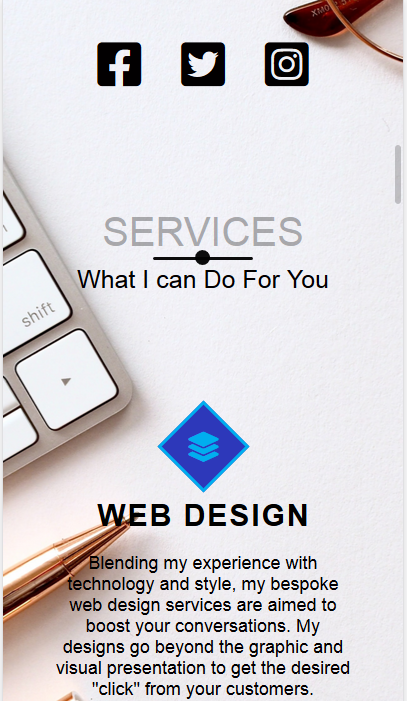 SERVICES
What I can Do For You
shift
WEB DESIGN
Blending my experience with
technology and style, my bespoke
web design services are aimed to
boost your conversations. My
designs go beyond the graphic and
visual presentation to get the desired
"click" from your customers.